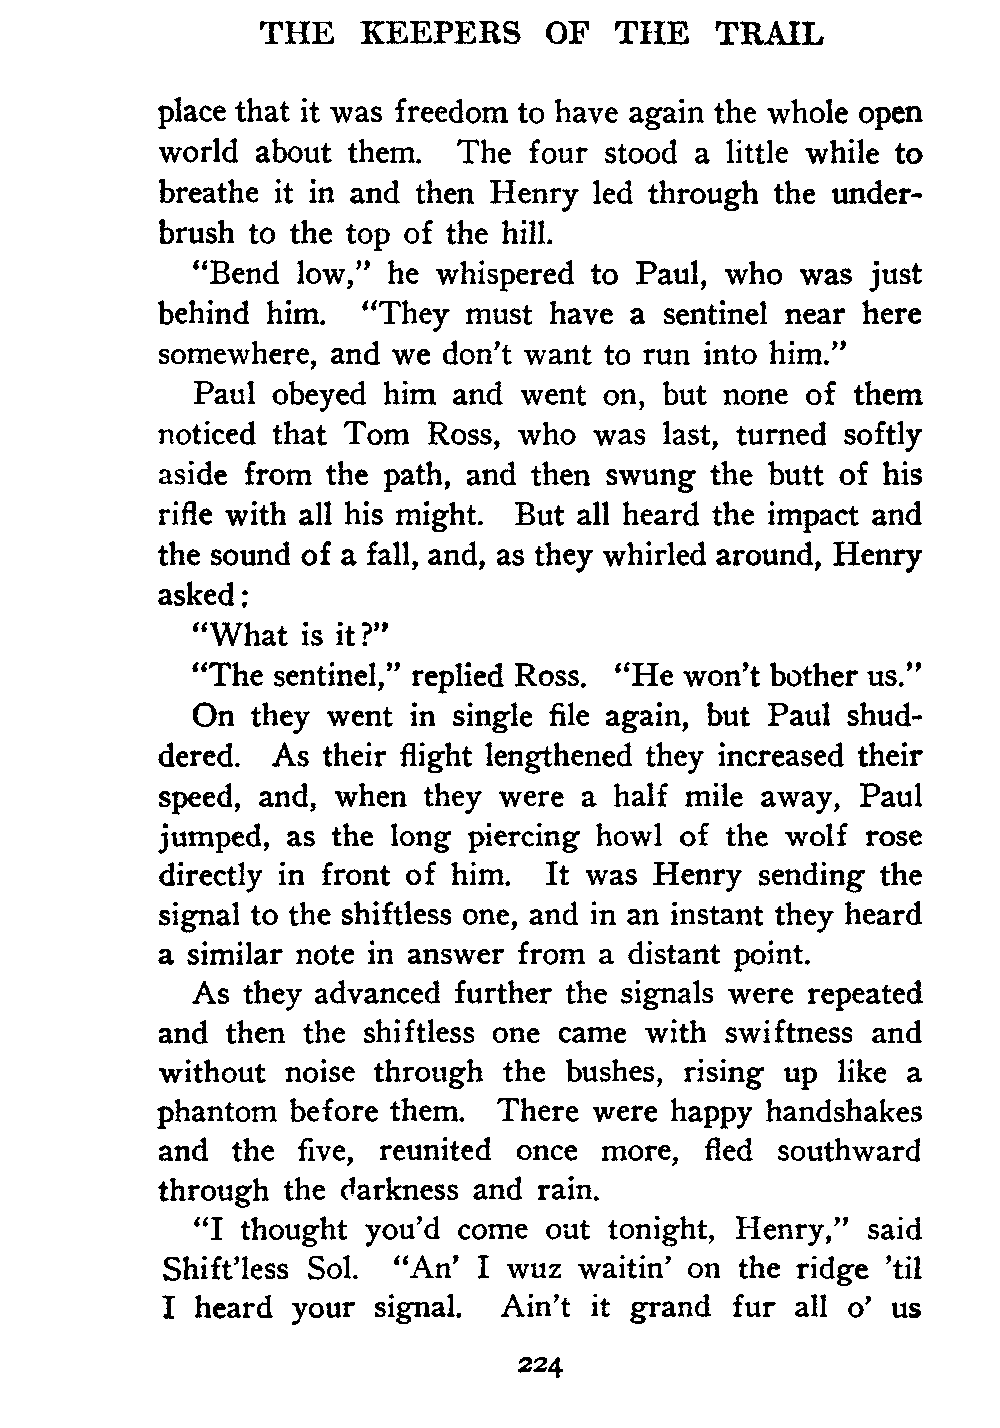 THE KEEPERS OF THE TRAIL
place that it was freedom to have again the whole open
world about them. The four stood a little while to
breathe it in and then Henry led through the under-
brush to the top of the hill.
“Bend low,” he whispered to Paul, who was just
behind him. “They must have a sentinel near here
somewhere, and we don't want to run into him.”
Paul obeyed him and went on, but none of them
noticed that Tom Ross, who was last, turned softly
aside from the path, and then swung the butt of his
rifle with all his might. But all heard the impact and
the sound of a fall, and, as they whirled around, Henry
asked:
“What is it?”
“The sentinel,” replied Ross. “He won't bother us.”
On they went in single file again, but Paul shud-
dered. As their flight lengthened they increased their
speed, and, when they were a half mile away, Paul
jumped, as the long piercing howl of the wolf rose
directly in front of him. It was Henry sending the
signal to the shiftless one, and in an instant they heard
a similar note in answer from a distant point.
As they advanced further the signals were repeated
and then the shiftless one came with swiftness and
without noise through the bushes, rising up like a
phantom before them. There were happy handshakes
and the five, reunited once more, fled southward
through the darkness and rain.
“I thought you'd come out tonight, Henry,” said
Shift'less Sol. “An' I wuz waitin' on the ridge 'til
I heard your signal. Ain't it grand fur all o' us
224